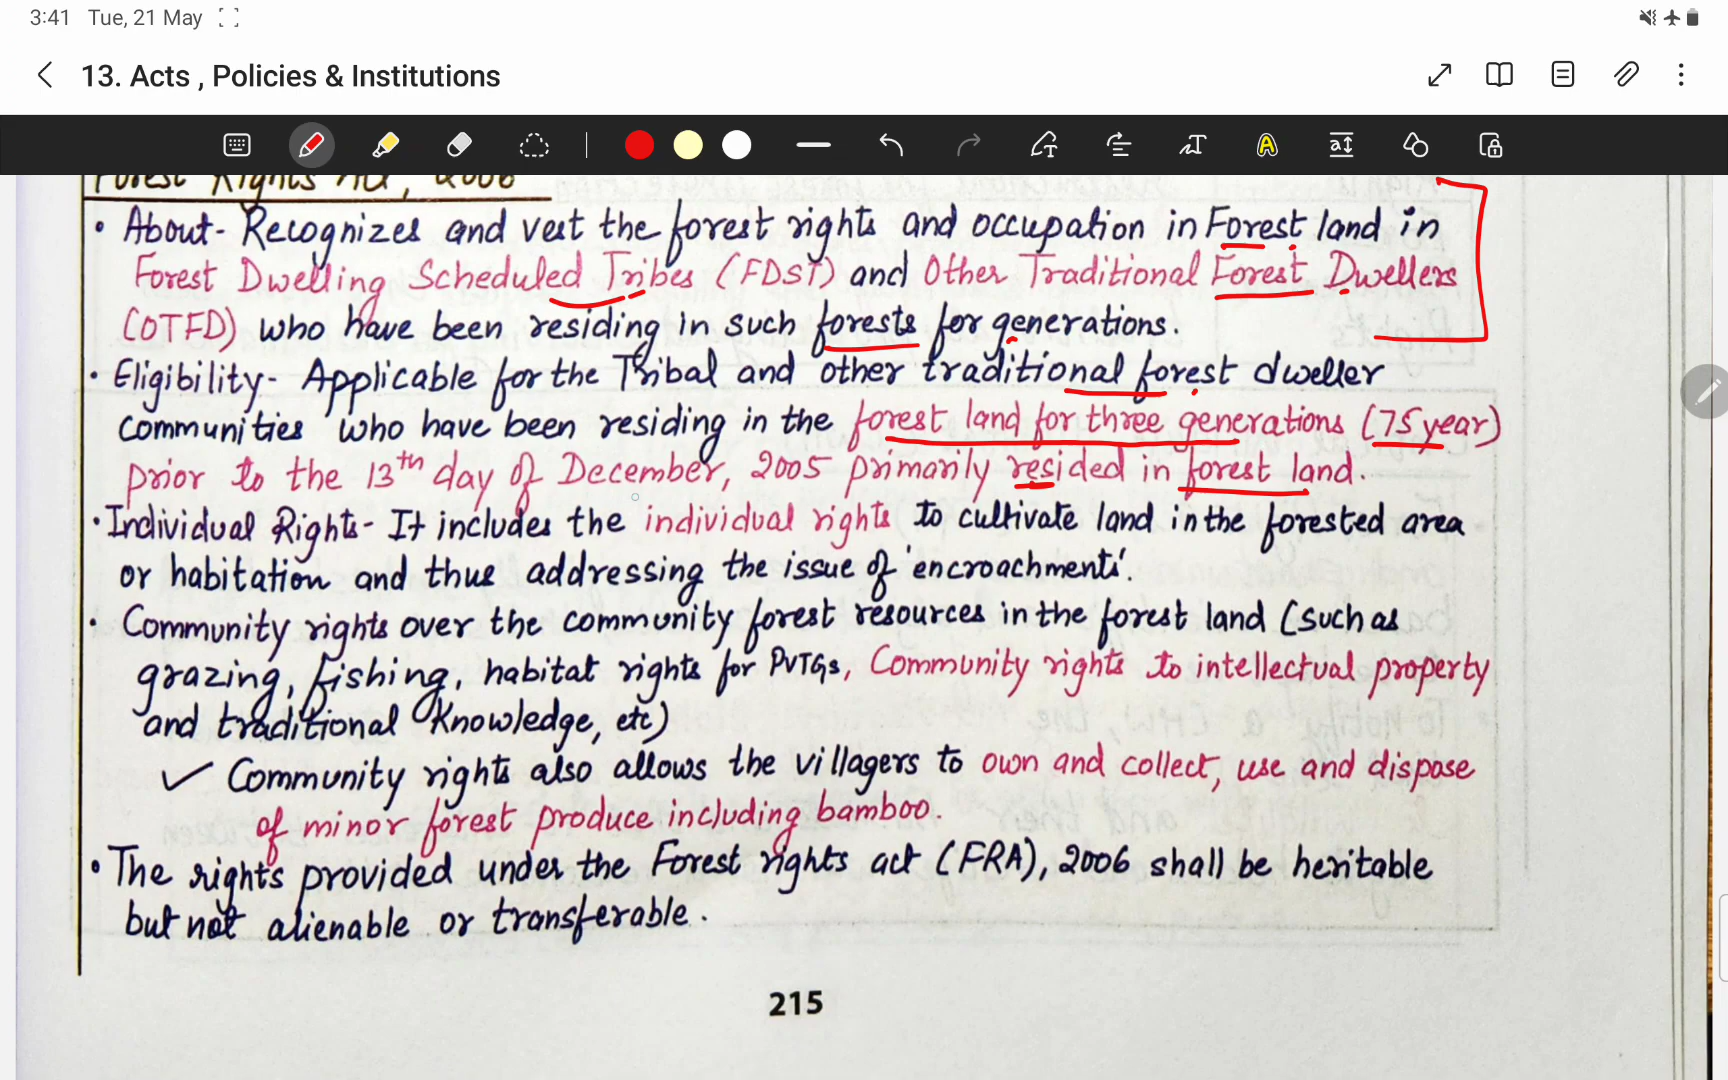 3:41 Tue, 21 May
13. Acts , Policies & Institutions
Forest Rights Act, 2006
• About- Recognizes and vest the forest rights and occupation in Forest land in
Forest Dwelling Scheduled Tribes (FDST) and Other Traditional Forest Dwellers
(OTFD) who have been residing in such forests for generations.
• Eligibility- Applicable for the Tribal and other traditional forest dweller
communities who have been residing in the forest land for three generations (75 year)
prior to the 13th day of December, 2005 primarily resided in forest land.
• Individual Rights- It includes the individual rights to cultivate land in the forested area
or habitation and thus addressing the issue of 'encroachments'.
• Community rights over the community forest resources in the forest land (such as
grazing, fishing, habitat rights for PVTGs, Community rights to intellectual property
and traditional Knowledge, etc)
✓ Community rights also allows the villagers to own and collect, use and dispose
of minor forest produce including bamboo.
• The rights provided under the Forest rights act (FRA), 2006 shall be heritable
but not alienable or transferable.
215